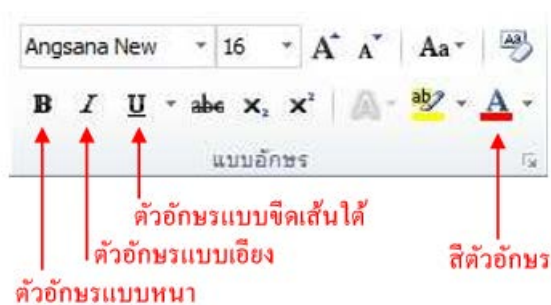 Angsana New 16 A A Aa Aa
B I U abc x₂ x² A ab A
แบบอักษร
ตัวอักษรแบบขีดเส้นใต้
ตัวอักษรแบบเอียง
สีตัวอักษร
ตัวอักษรแบบหนา